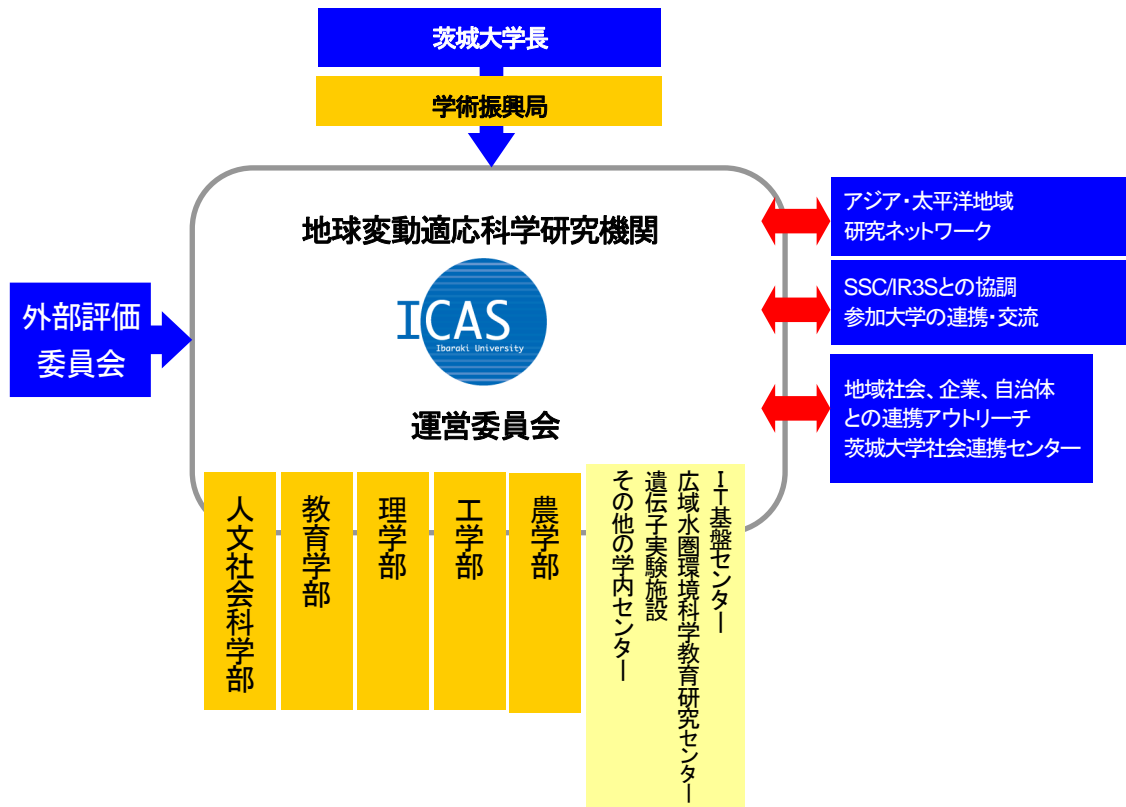 茨城大学長
学術振興局
地球変動適応科学研究機関
ICAS
Ibaraki University
運営委員会
外部評価
委員会
アジア・太平洋地域
研究ネットワーク
SSC/IR3Sとの協調
参加大学の連携・交流
地域社会、企業、自治体
との連携アウトリーチ
茨城大学社会連携センター
人文社会科学部
教育学部
理学部
工学部
農学部
IT基盤センター
広域水圏環境科学教育研究センター
遺伝子実験施設
その他の学内センター